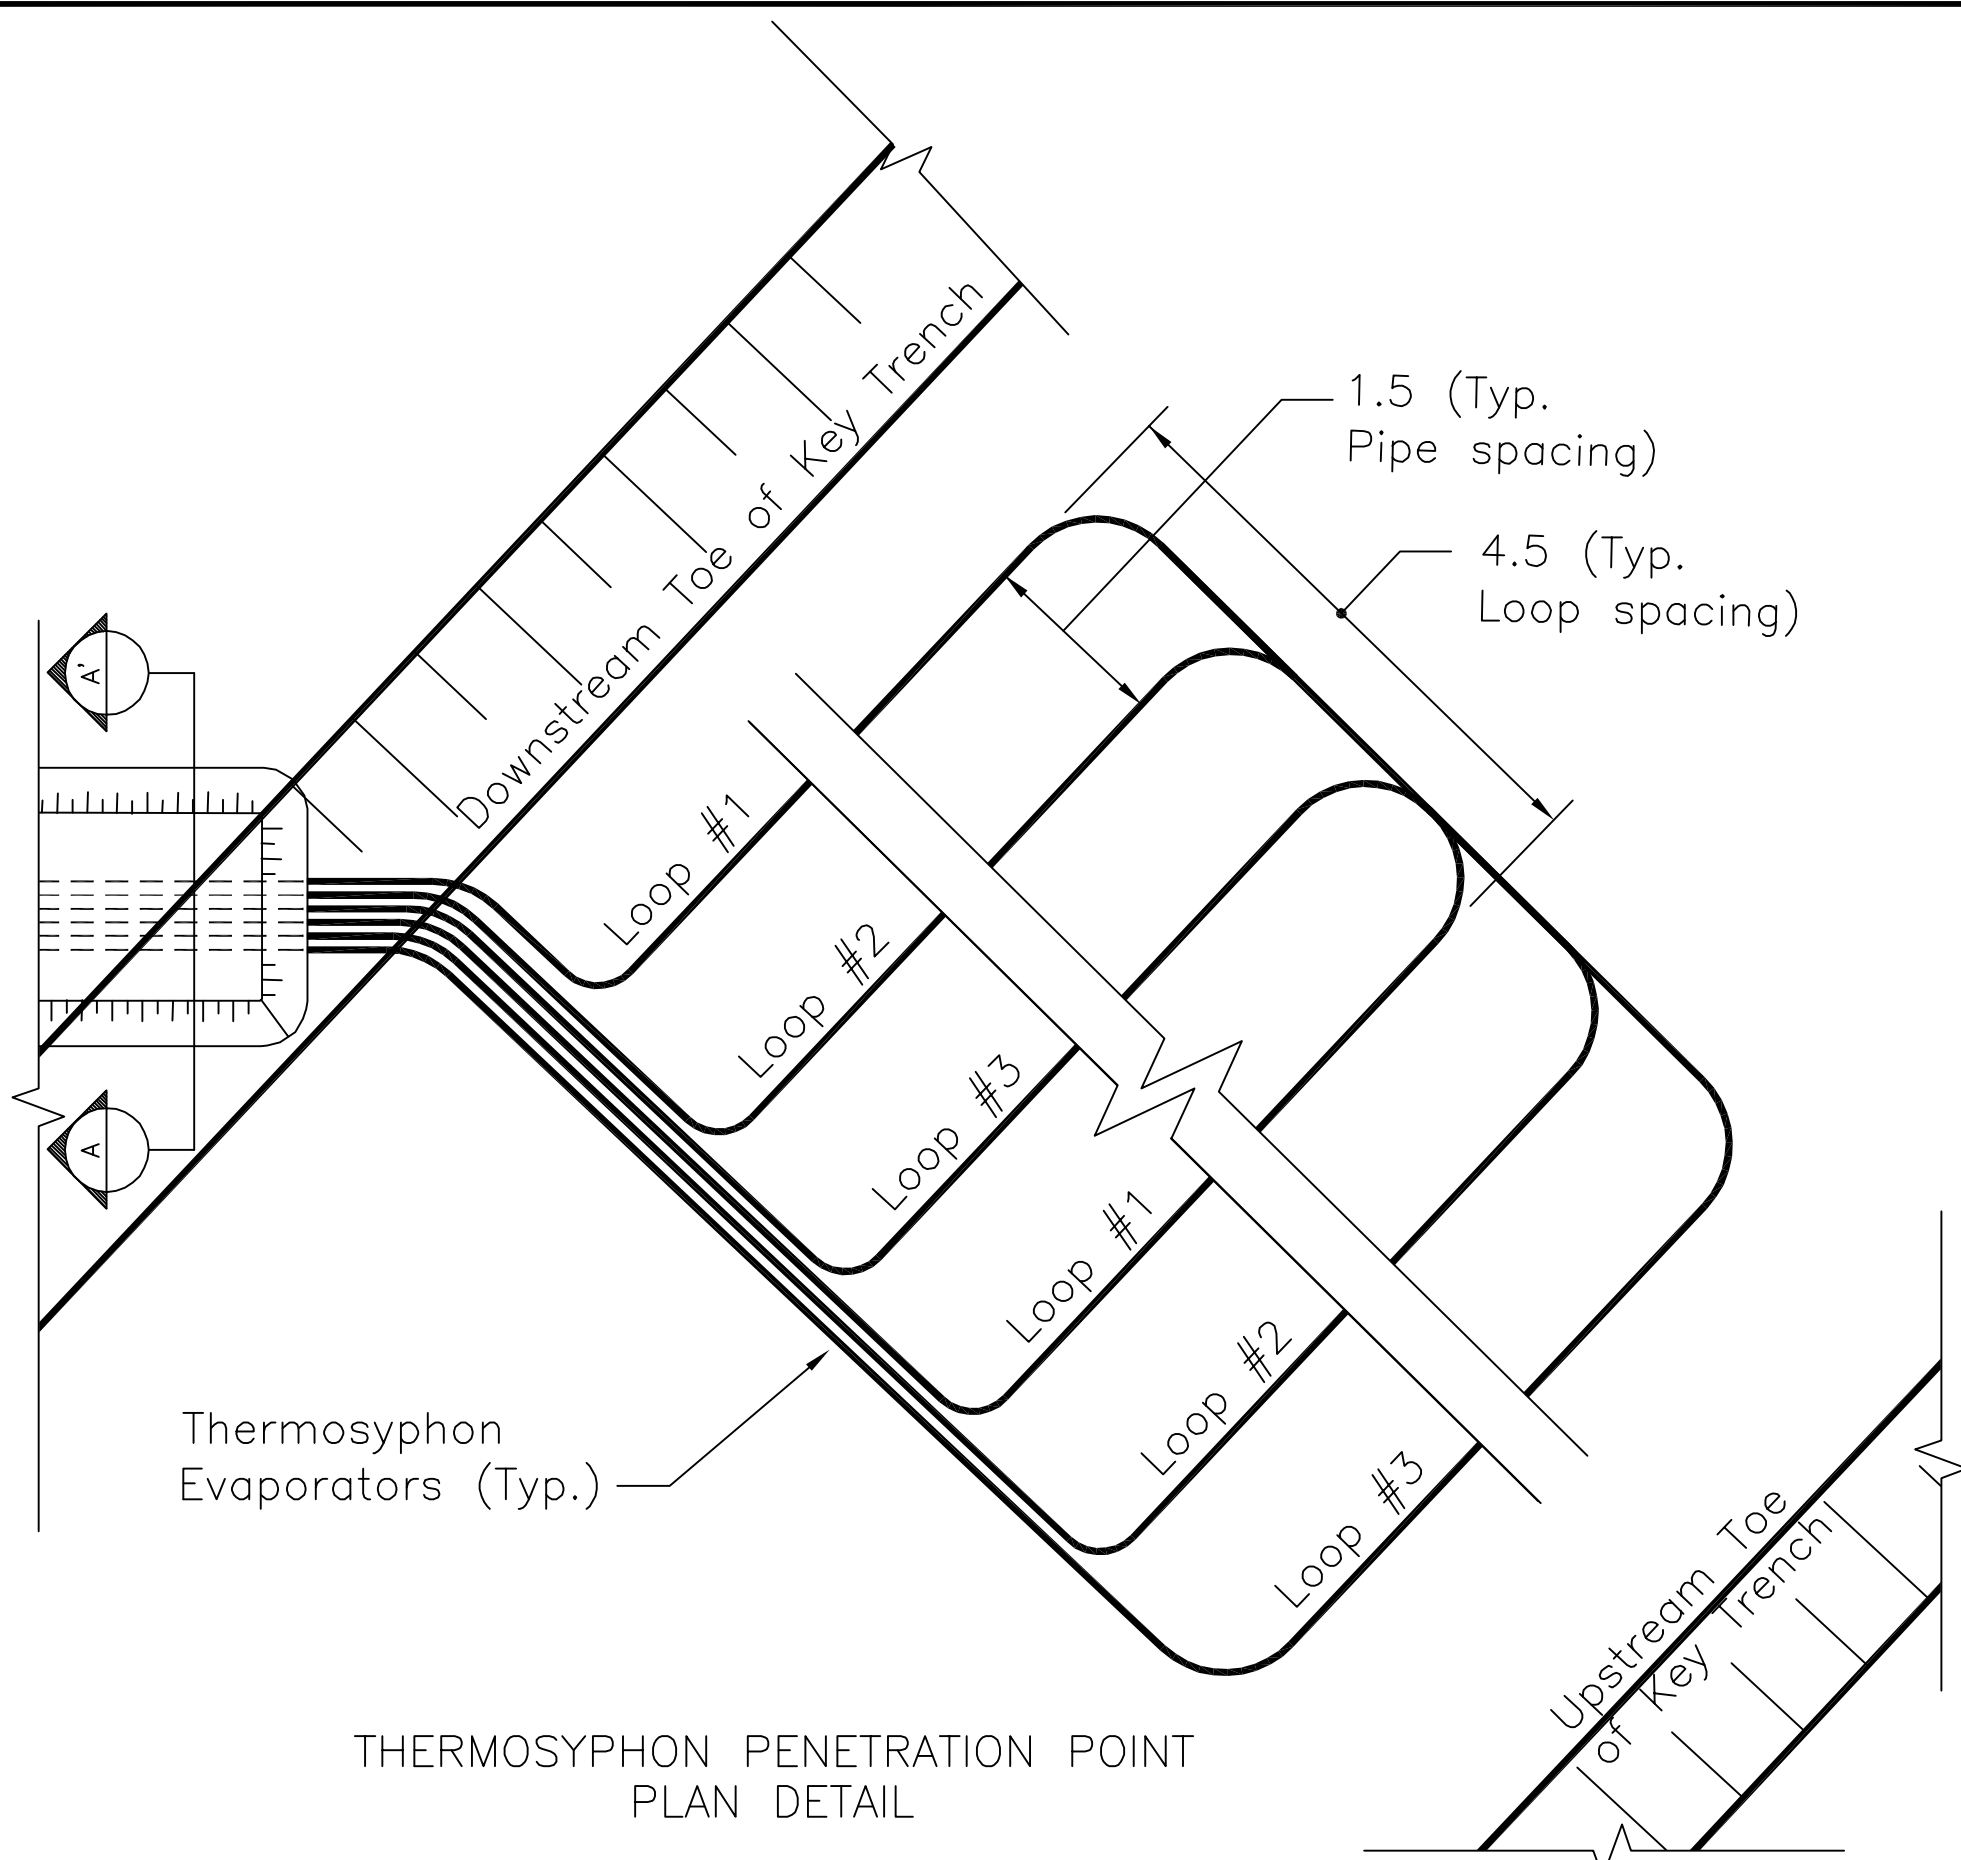 Downstream Toe of Key Trench
1.5 (Typ.
Pipe spacing)
4.5 (Typ.
Loop spacing)
A'
A
Loop #1
Loop #2
Loop #3
Loop #1
Loop #2
Loop #3
Thermosyphon
Evaporators (Typ.)
Upstream Toe
of Key Trench
THERMOSYPHON PENETRATION POINT
PLAN DETAIL